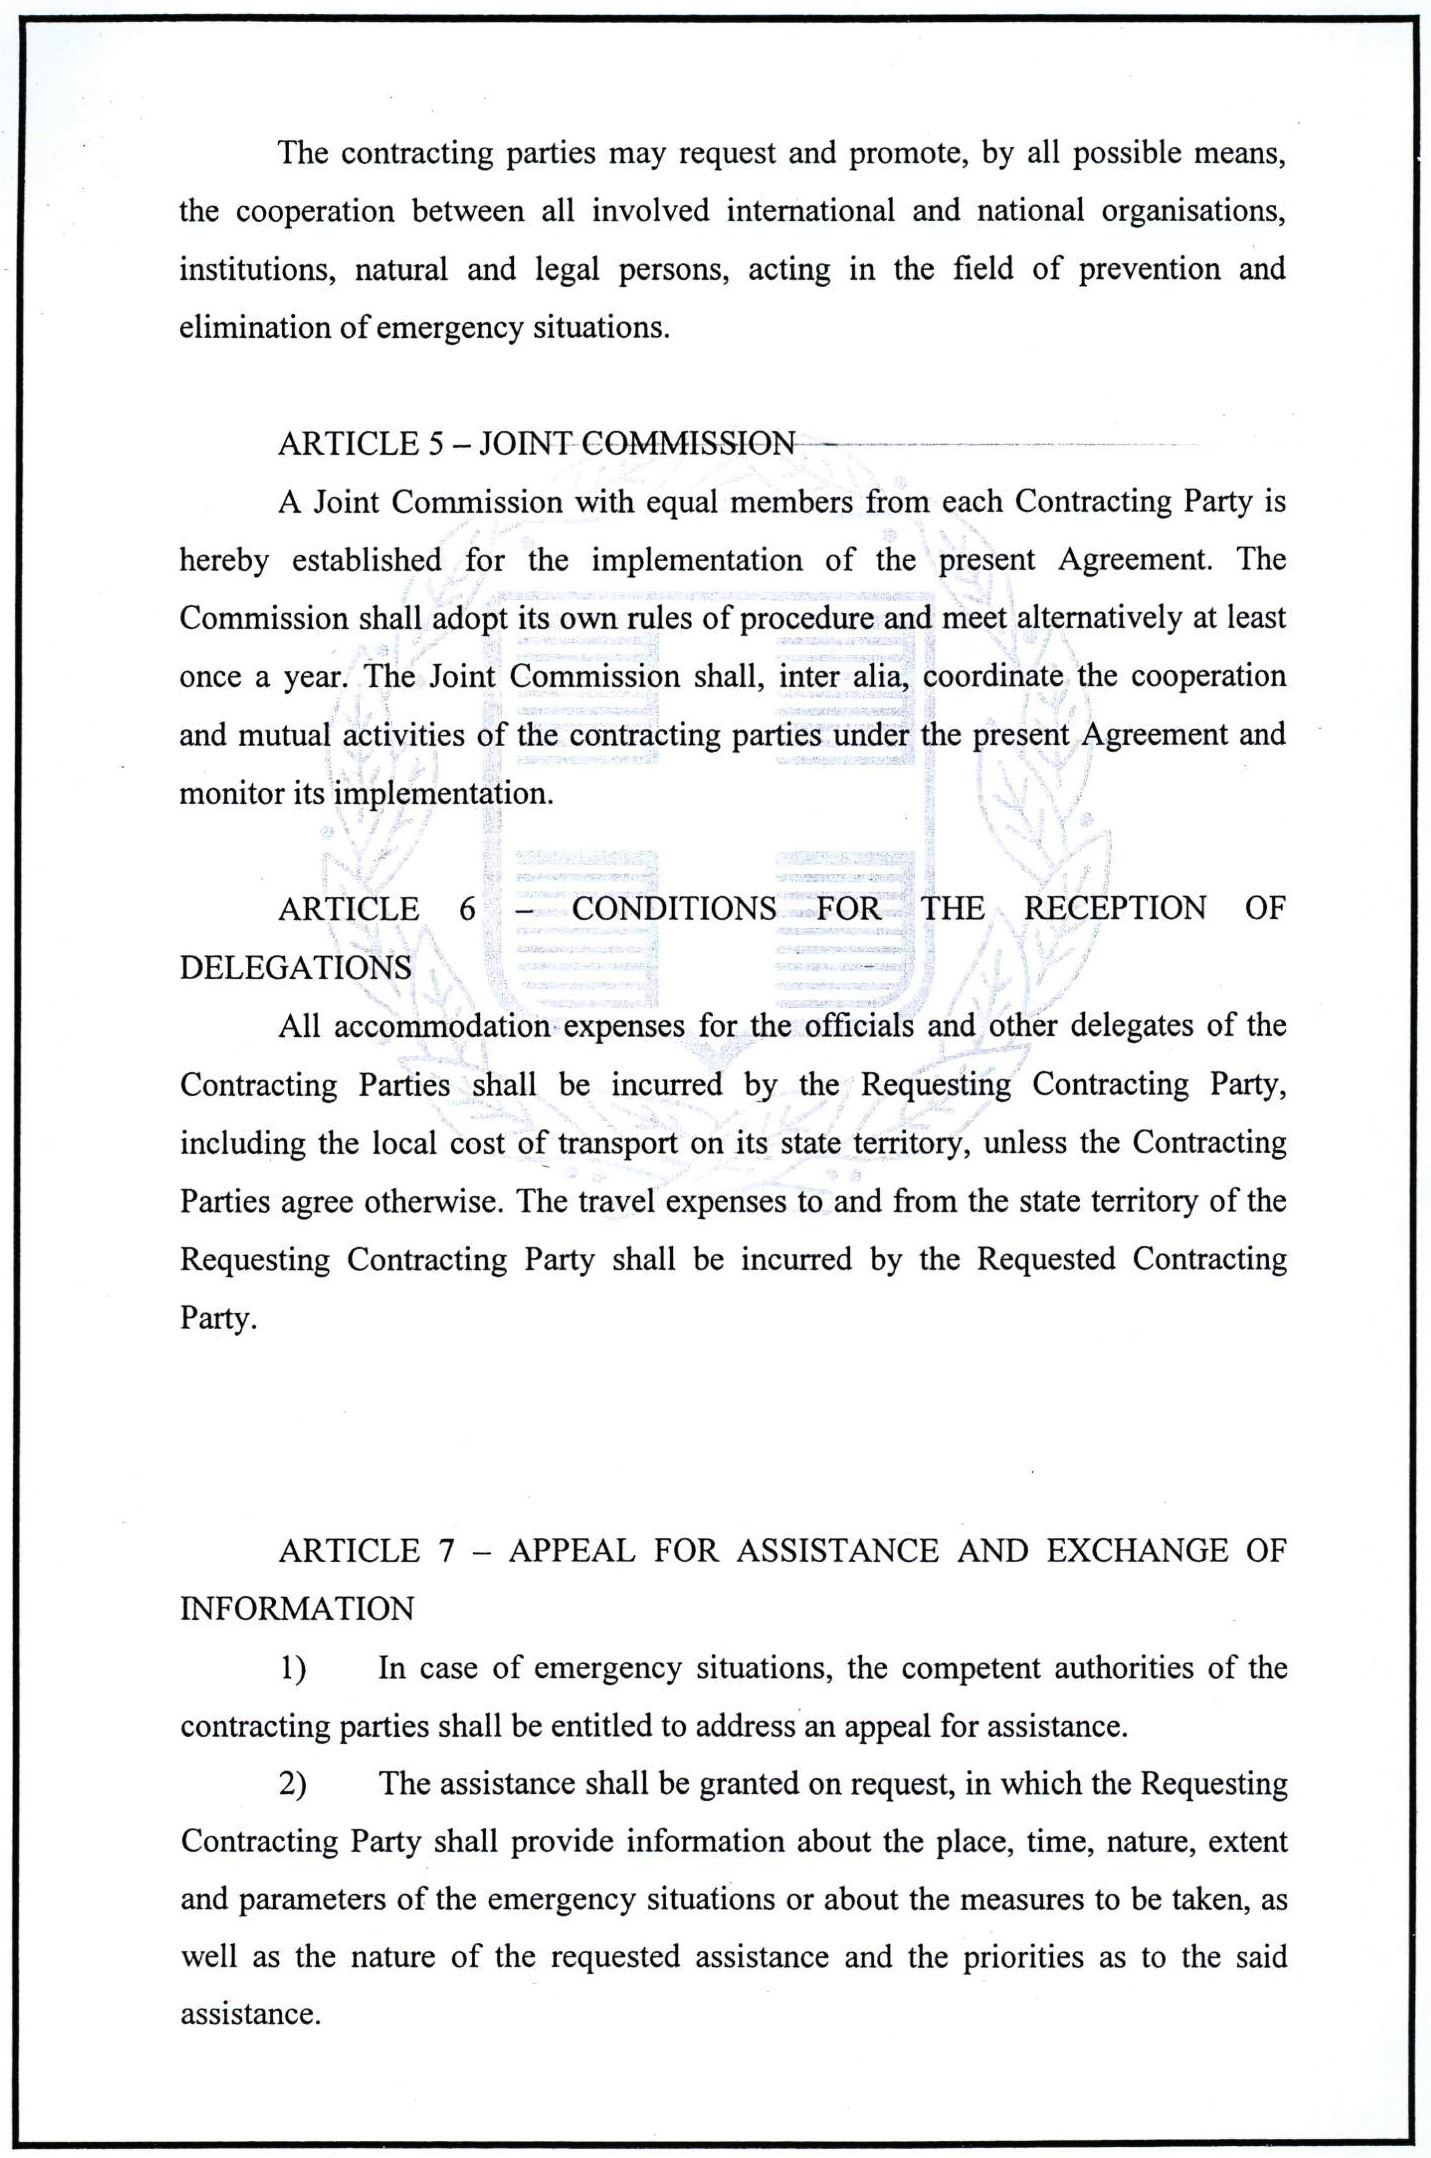 The contracting parties may request and promote, by all possible means,
the cooperation between all involved international and national organisations,
institutions, natural and legal persons, acting in the field of prevention and
elimination of emergency situations.
ARTICLE 5 – JOINT COMMISSION
A Joint Commission with equal members from each Contracting Party is
hereby established for the implementation of the present Agreement. The
Commission shall adopt its own rules of procedure and meet alternatively at least
once a year. The Joint Commission shall, inter alia, coordinate the cooperation
and mutual activities of the contracting parties under the present Agreement and
monitor its implementation.
ARTICLE 6 – CONDITIONS FOR THE RECEPTION OF
DELEGATIONS
All accommodation expenses for the officials and other delegates of the
Contracting Parties shall be incurred by the Requesting Contracting Party,
including the local cost of transport on its state territory, unless the Contracting
Parties agree otherwise. The travel expenses to and from the state territory of the
Requesting Contracting Party shall be incurred by the Requested Contracting
Party.
ARTICLE 7 – APPEAL FOR ASSISTANCE AND EXCHANGE OF
INFORMATION
1) In case of emergency situations, the competent authorities of the
contracting parties shall be entitled to address an appeal for assistance.
2) The assistance shall be granted on request, in which the Requesting
Contracting Party shall provide information about the place, time, nature, extent
and parameters of the emergency situations or about the measures to be taken, as
well as the nature of the requested assistance and the priorities as to the said
assistance.